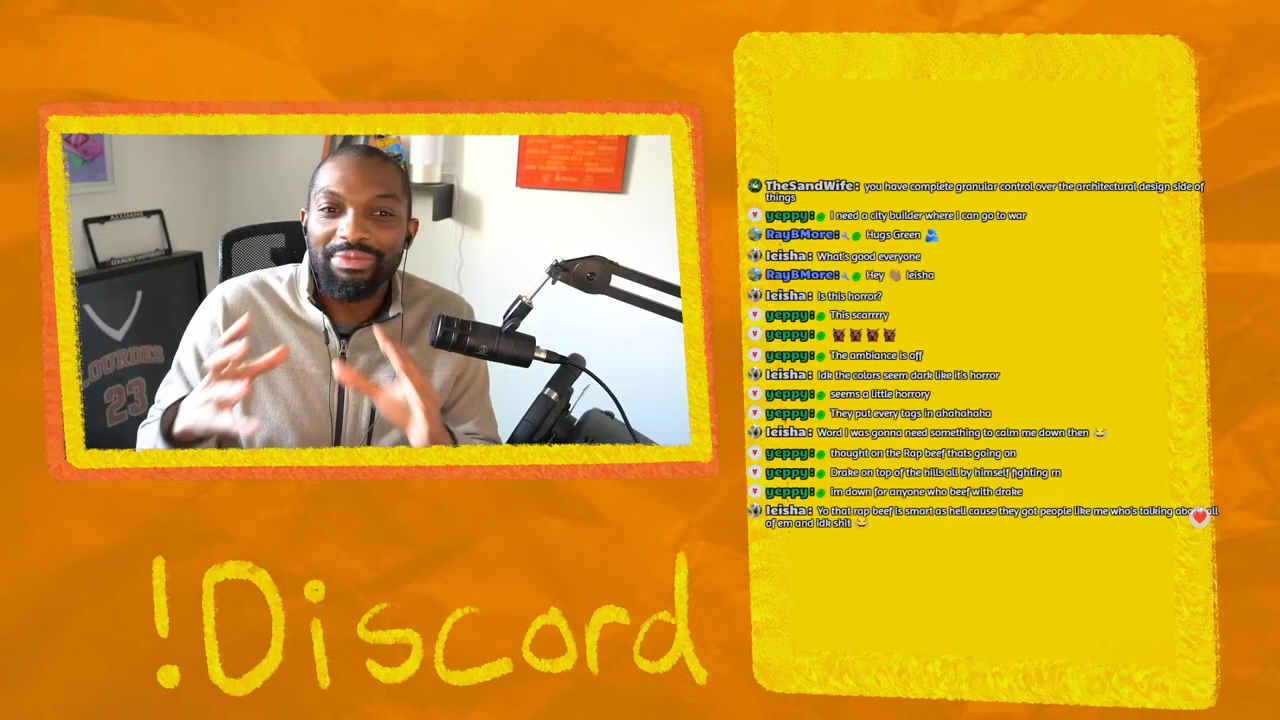 ALUMNI
LOURDES
23
TheSandWife: you have complete granular control over the architectural design side of
things
yeppy: I need a city builder where I can go to war
RayBMore: Hugs Green 🫂
leisha: What's good everyone
RayBMore: Hey 👋🏽 leisha
leisha: Is this horror?
yeppy: This scarrrry
yeppy:
yeppy: The ambiance is off
leisha: Idk the colors seem dark like it's horror
yeppy: seems a little horrory
yeppy: They put every tags in ahahahaha
leisha: Word I was gonna need something to calm me down then 😂
yeppy: thought on the Rap beef thats going on
yeppy: Drake on top of the hills all by himself fighting rn
yeppy: im down for anyone who beef with drake
leisha: Yo that rap beef is smart as hell cause they got people like me who's talking about all
of em and idk shit 😂
!Discord